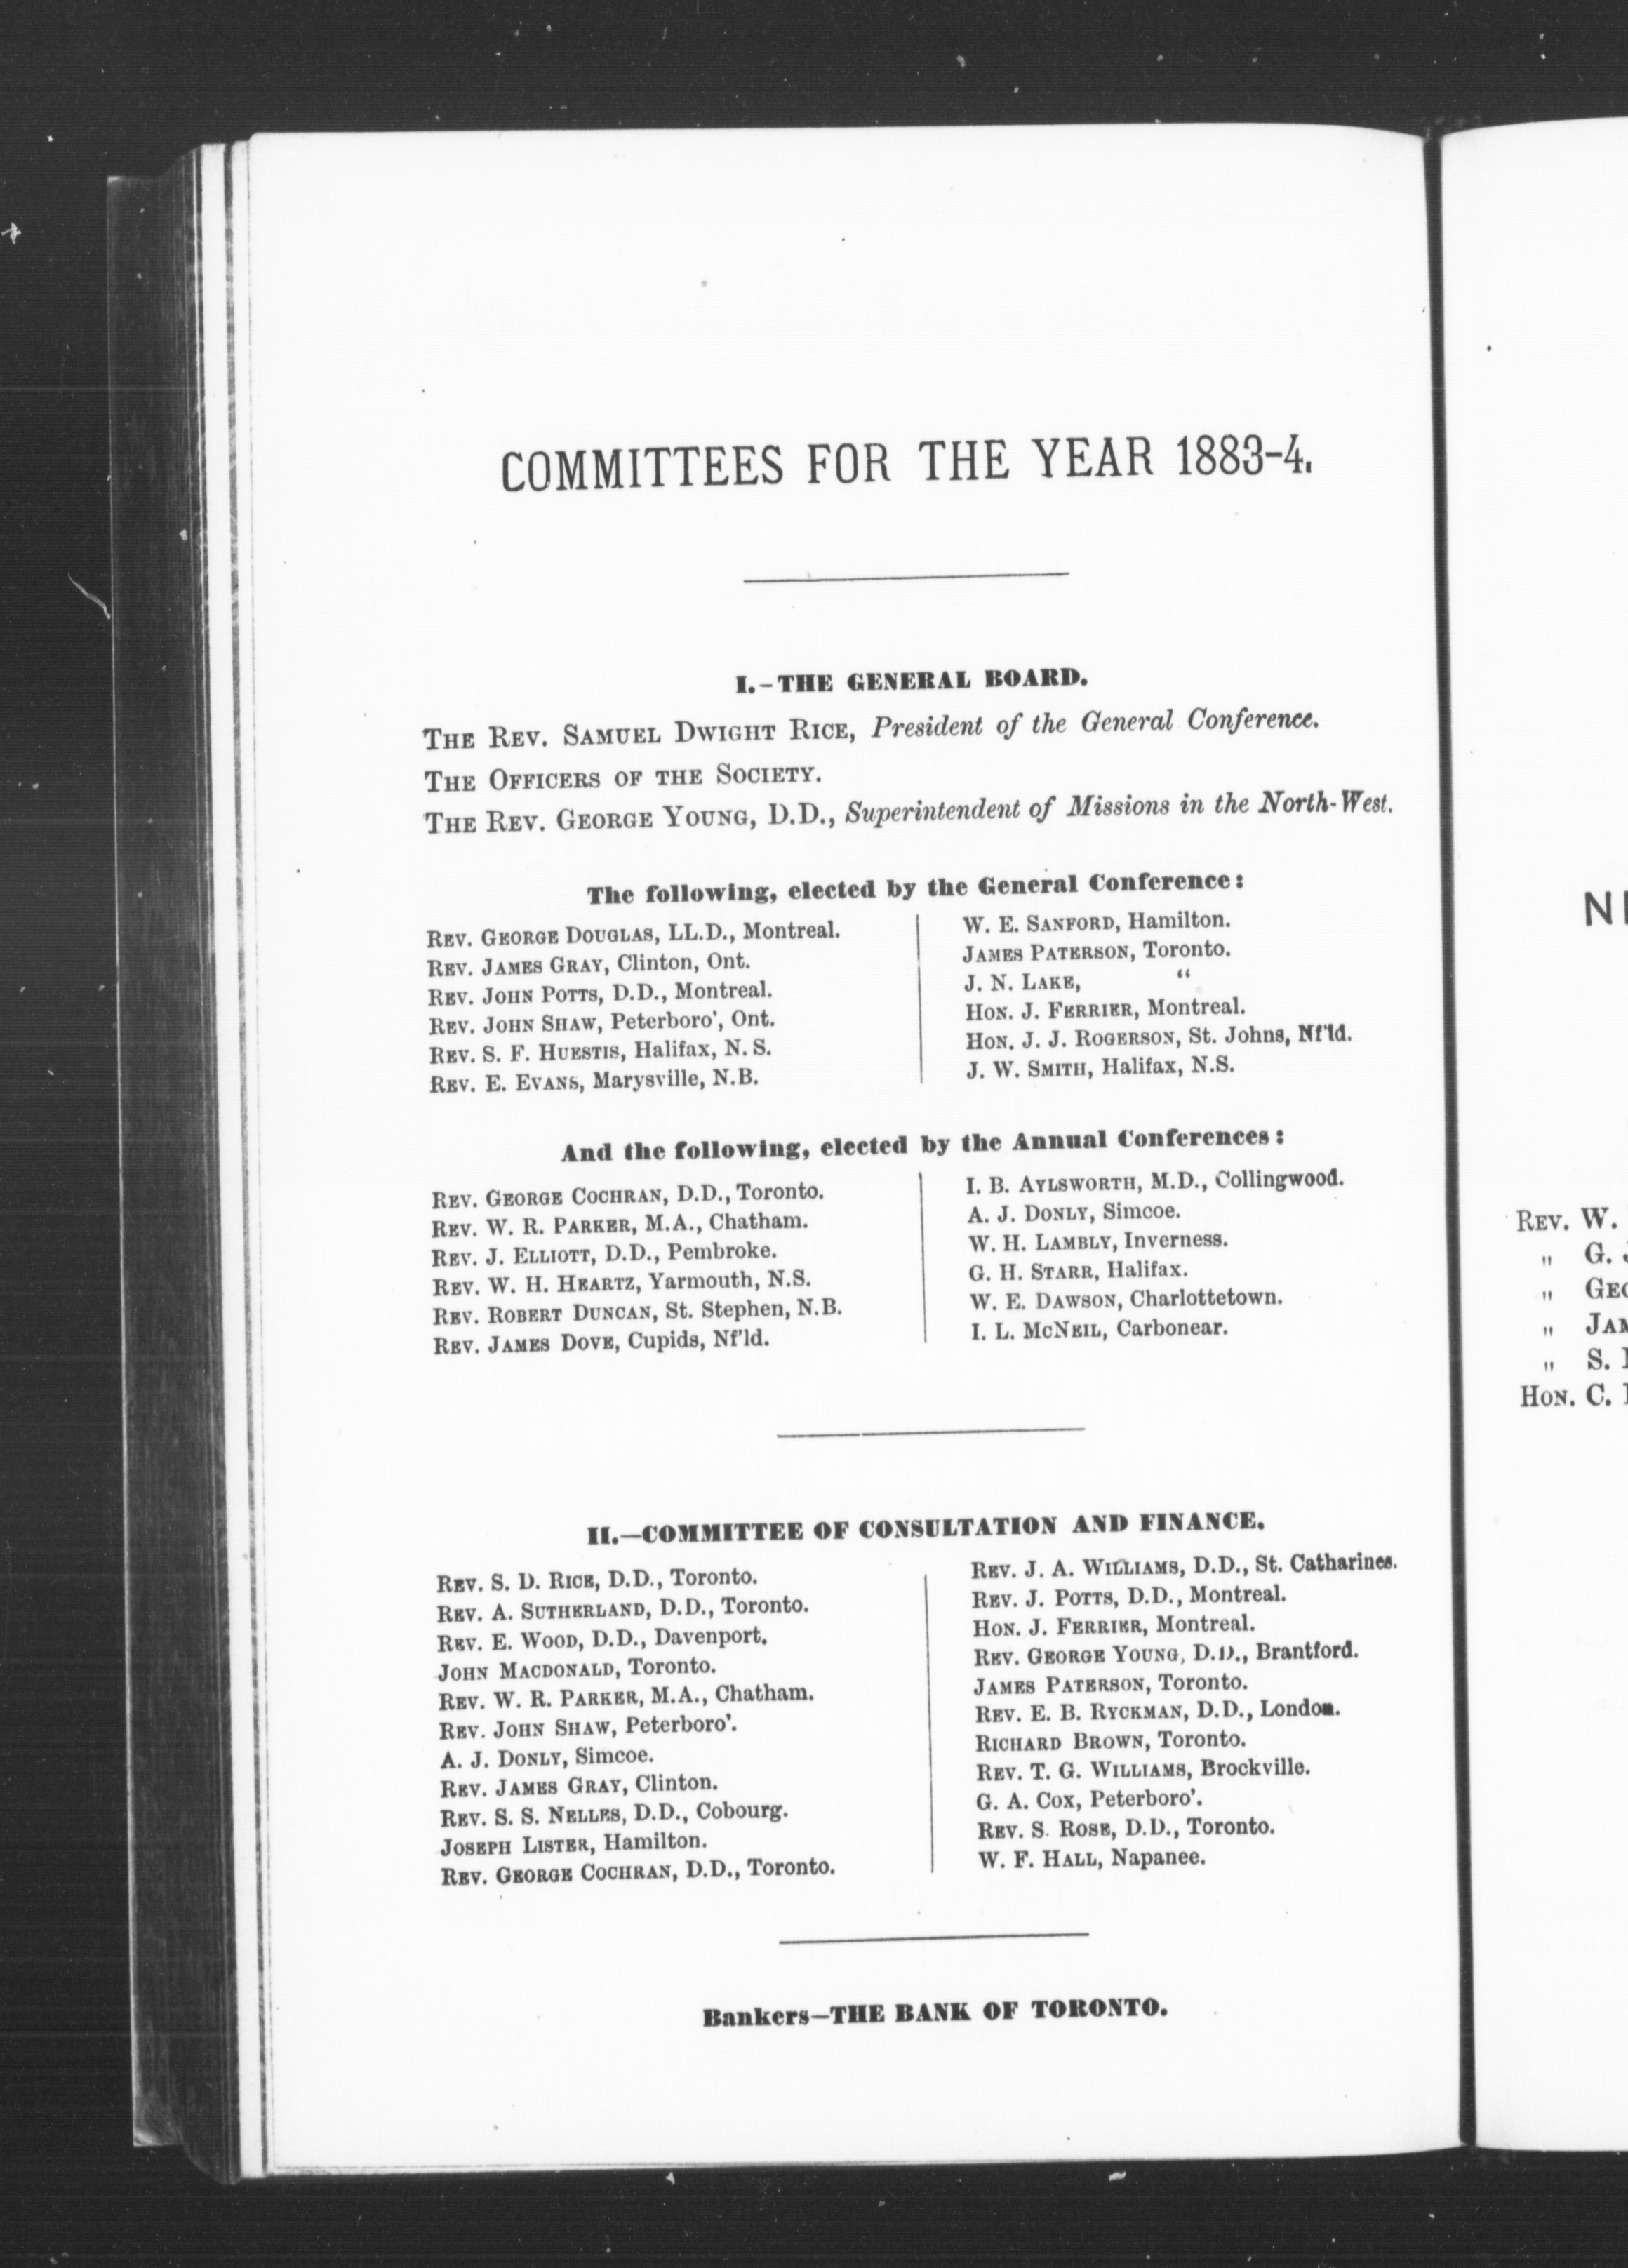 COMMITTEES FOR THE YEAR 1883-4.
I.-THE GENERAL BOARD.
THE REV. SAMUEL DWIGHT RICE, President of the General Conference.
THE OFFICERS OF THE SOCIETY.
THE REV. GEORGE YOUNG, D.D., Superintendent of Missions in the North-West.
The following, elected by the General Conference:
REV. GEORGE DOUGLAS, LL.D., Montreal.
REV. JAMES GRAY, Clinton, Ont.
REV. JOHN POTTS, D.D., Montreal.
REV. JOHN SHAW, Peterboro', Ont.
REV. S. F. HUESTIS, Halifax, N.S.
REV. E. EVANS, Marysville, N.B.
W. E. SANFORD, Hamilton.
JAMES PATERSON, Toronto.
J. N. LAKE, "
HON. J. FERRIER, Montreal.
HON. J. J. ROGERSON, St. Johns, Nf'ld.
J. W. SMITH, Halifax, N.S.
And the following, elected by the Annual Conferences:
REV. GEORGE COCHRAN, D.D., Toronto.
REV. W. R. PARKER, M.A., Chatham.
REV. J. ELLIOTT, D.D., Pembroke.
REV. W. H. HEARTZ, Yarmouth, N.S.
REV. ROBERT DUNCAN, St. Stephen, N.B.
REV. JAMES DOVE, Cupids, Nf'ld.
I. B. AYLSWORTH, M.D., Collingwood.
A. J. DONLY, Simcoe.
W. H. LAMBLY, Inverness.
G. H. STARR, Halifax.
W. E. DAWSON, Charlottetown.
I. L. MCNEIL, Carbonear.
II.—COMMITTEE OF CONSULTATION AND FINANCE.
REV. S. D. RICE, D.D., Toronto.
REV. A. SUTHERLAND, D.D., Toronto.
REV. E. WOOD, D.D., Davenport.
JOHN MACDONALD, Toronto.
REV. W. R. PARKER, M.A., Chatham.
REV. JOHN SHAW, Peterboro'.
A. J. DONLY, Simcoe.
REV. JAMES GRAY, Clinton.
REV. S. S. NELLES, D.D., Cobourg.
JOSEPH LISTER, Hamilton.
REV. GEORGE COCHRAN, D.D., Toronto.
REV. J. A. WILLIAMS, D.D., St. Catharines.
REV. J. POTTS, D.D., Montreal.
HON. J. FERRIER, Montreal.
REV. GEORGE YOUNG, D.D., Brantford.
JAMES PATERSON, Toronto.
REV. E. B. RYCKMAN, D.D., London.
RICHARD BROWN, Toronto.
REV. T. G. WILLIAMS, Brockville.
G. A. COX, Peterboro'.
REV. S. ROSE, D.D., Toronto.
W. F. HALL, Napanee.
Bankers—THE BANK OF TORONTO.
REV. W.
" G.
"
"
" S.
HON. C.